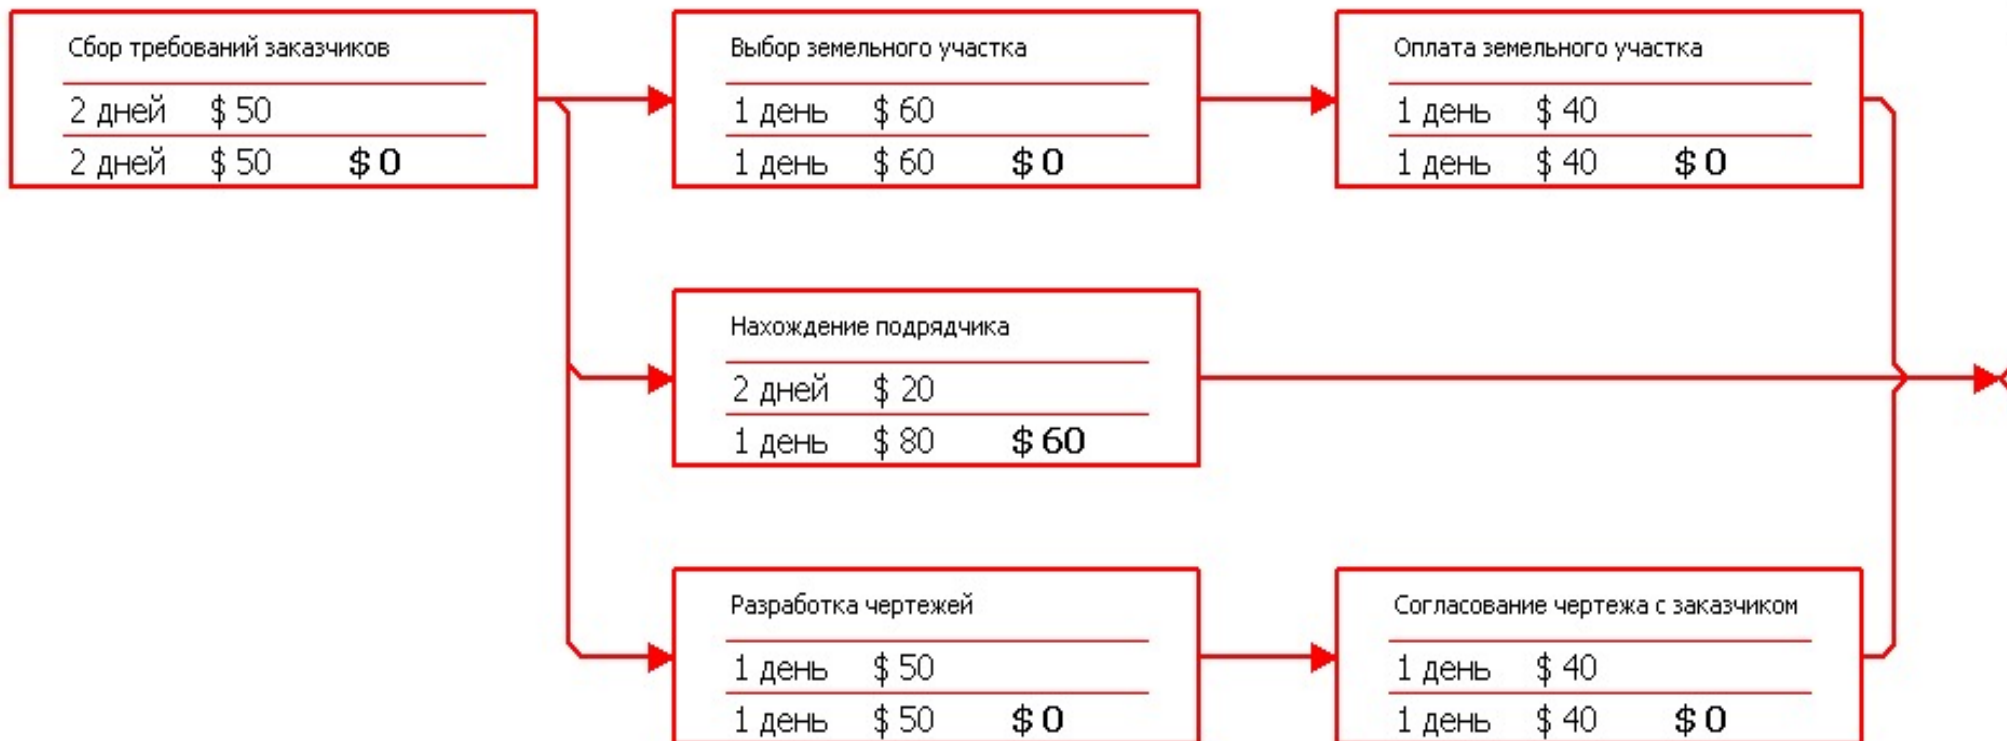 Сбор требований заказчиков
2 дней $ 50
2 дней $ 50 $ 0
Выбор земельного участка
1 день $ 60
1 день $ 60 $ 0
Оплата земельного участка
1 день $ 40
1 день $ 40 $ 0
Нахождение подрядчика
2 дней $ 20
1 день $ 80 $ 60
Разработка чертежей
1 день $ 50
1 день $ 50 $ 0
Согласование чертежа с заказчиком
1 день $ 40
1 день $ 40 $ 0